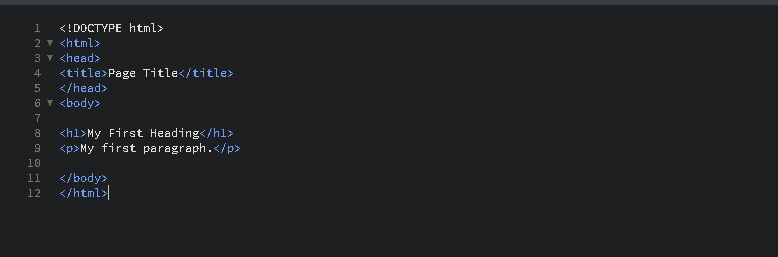 1 <!DOCTYPE html>
2 <html>
3 <head>
4 <title>Page Title</title>
5 </head>
6 <body>
7
8 <h1>My First Heading</h1>
9 <p>My first paragraph.</p>
10
11 </body>
12 </html>